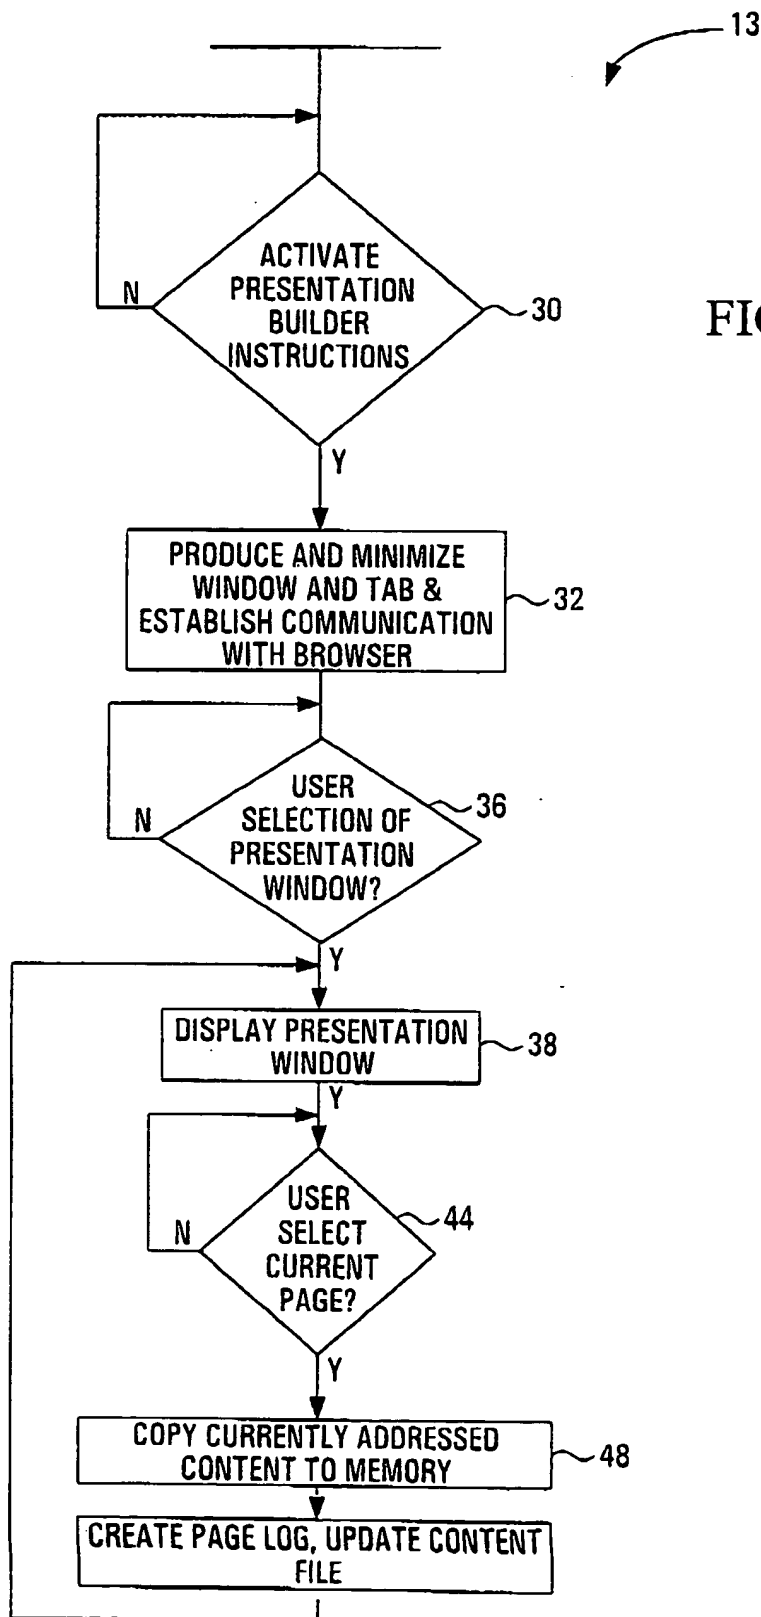 13
ACTIVATE
PRESENTATION
BUILDER
INSTRUCTIONS
N
30
FIG
Y
PRODUCE AND MINIMIZE
WINDOW AND TAB &
ESTABLISH COMMUNICATION
WITH BROWSER
32
USER
SELECTION OF
PRESENTATION
WINDOW?
36
N
Y
DISPLAY PRESENTATION
WINDOW
38
Y
USER
SELECT
CURRENT
PAGE?
44
N
Y
COPY CURRENTLY ADDRESSED
CONTENT TO MEMORY
48
CREATE PAGE LOG, UPDATE CONTENT
FILE